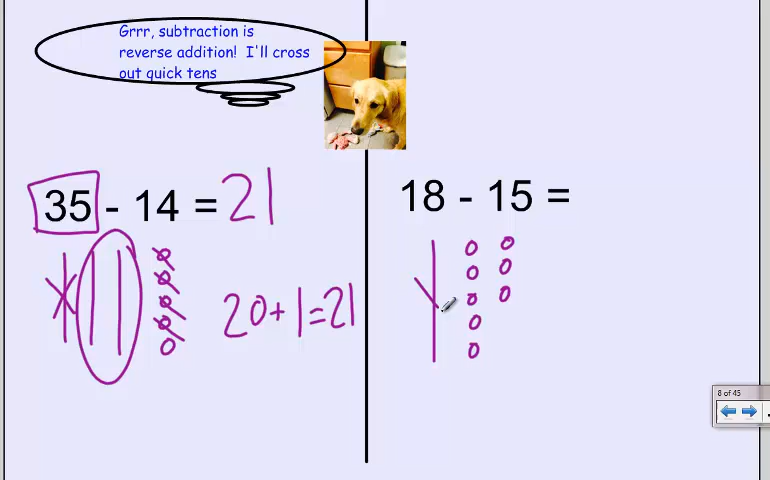 Grrr, subtraction is
reverse addition! I'll cross
out quick tens
35 - 14 = 21
20+1=21
18 - 15 =
8 of 45